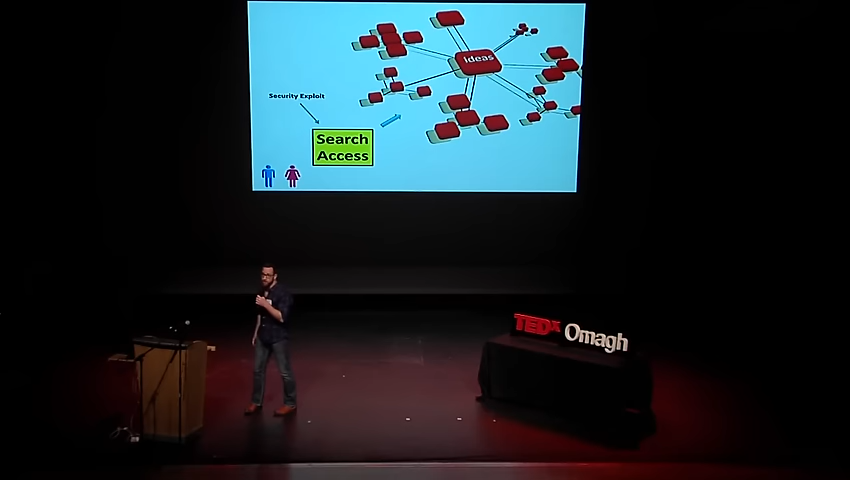 ideas
Security Exploit
Search
Access
TEDx
Omagh